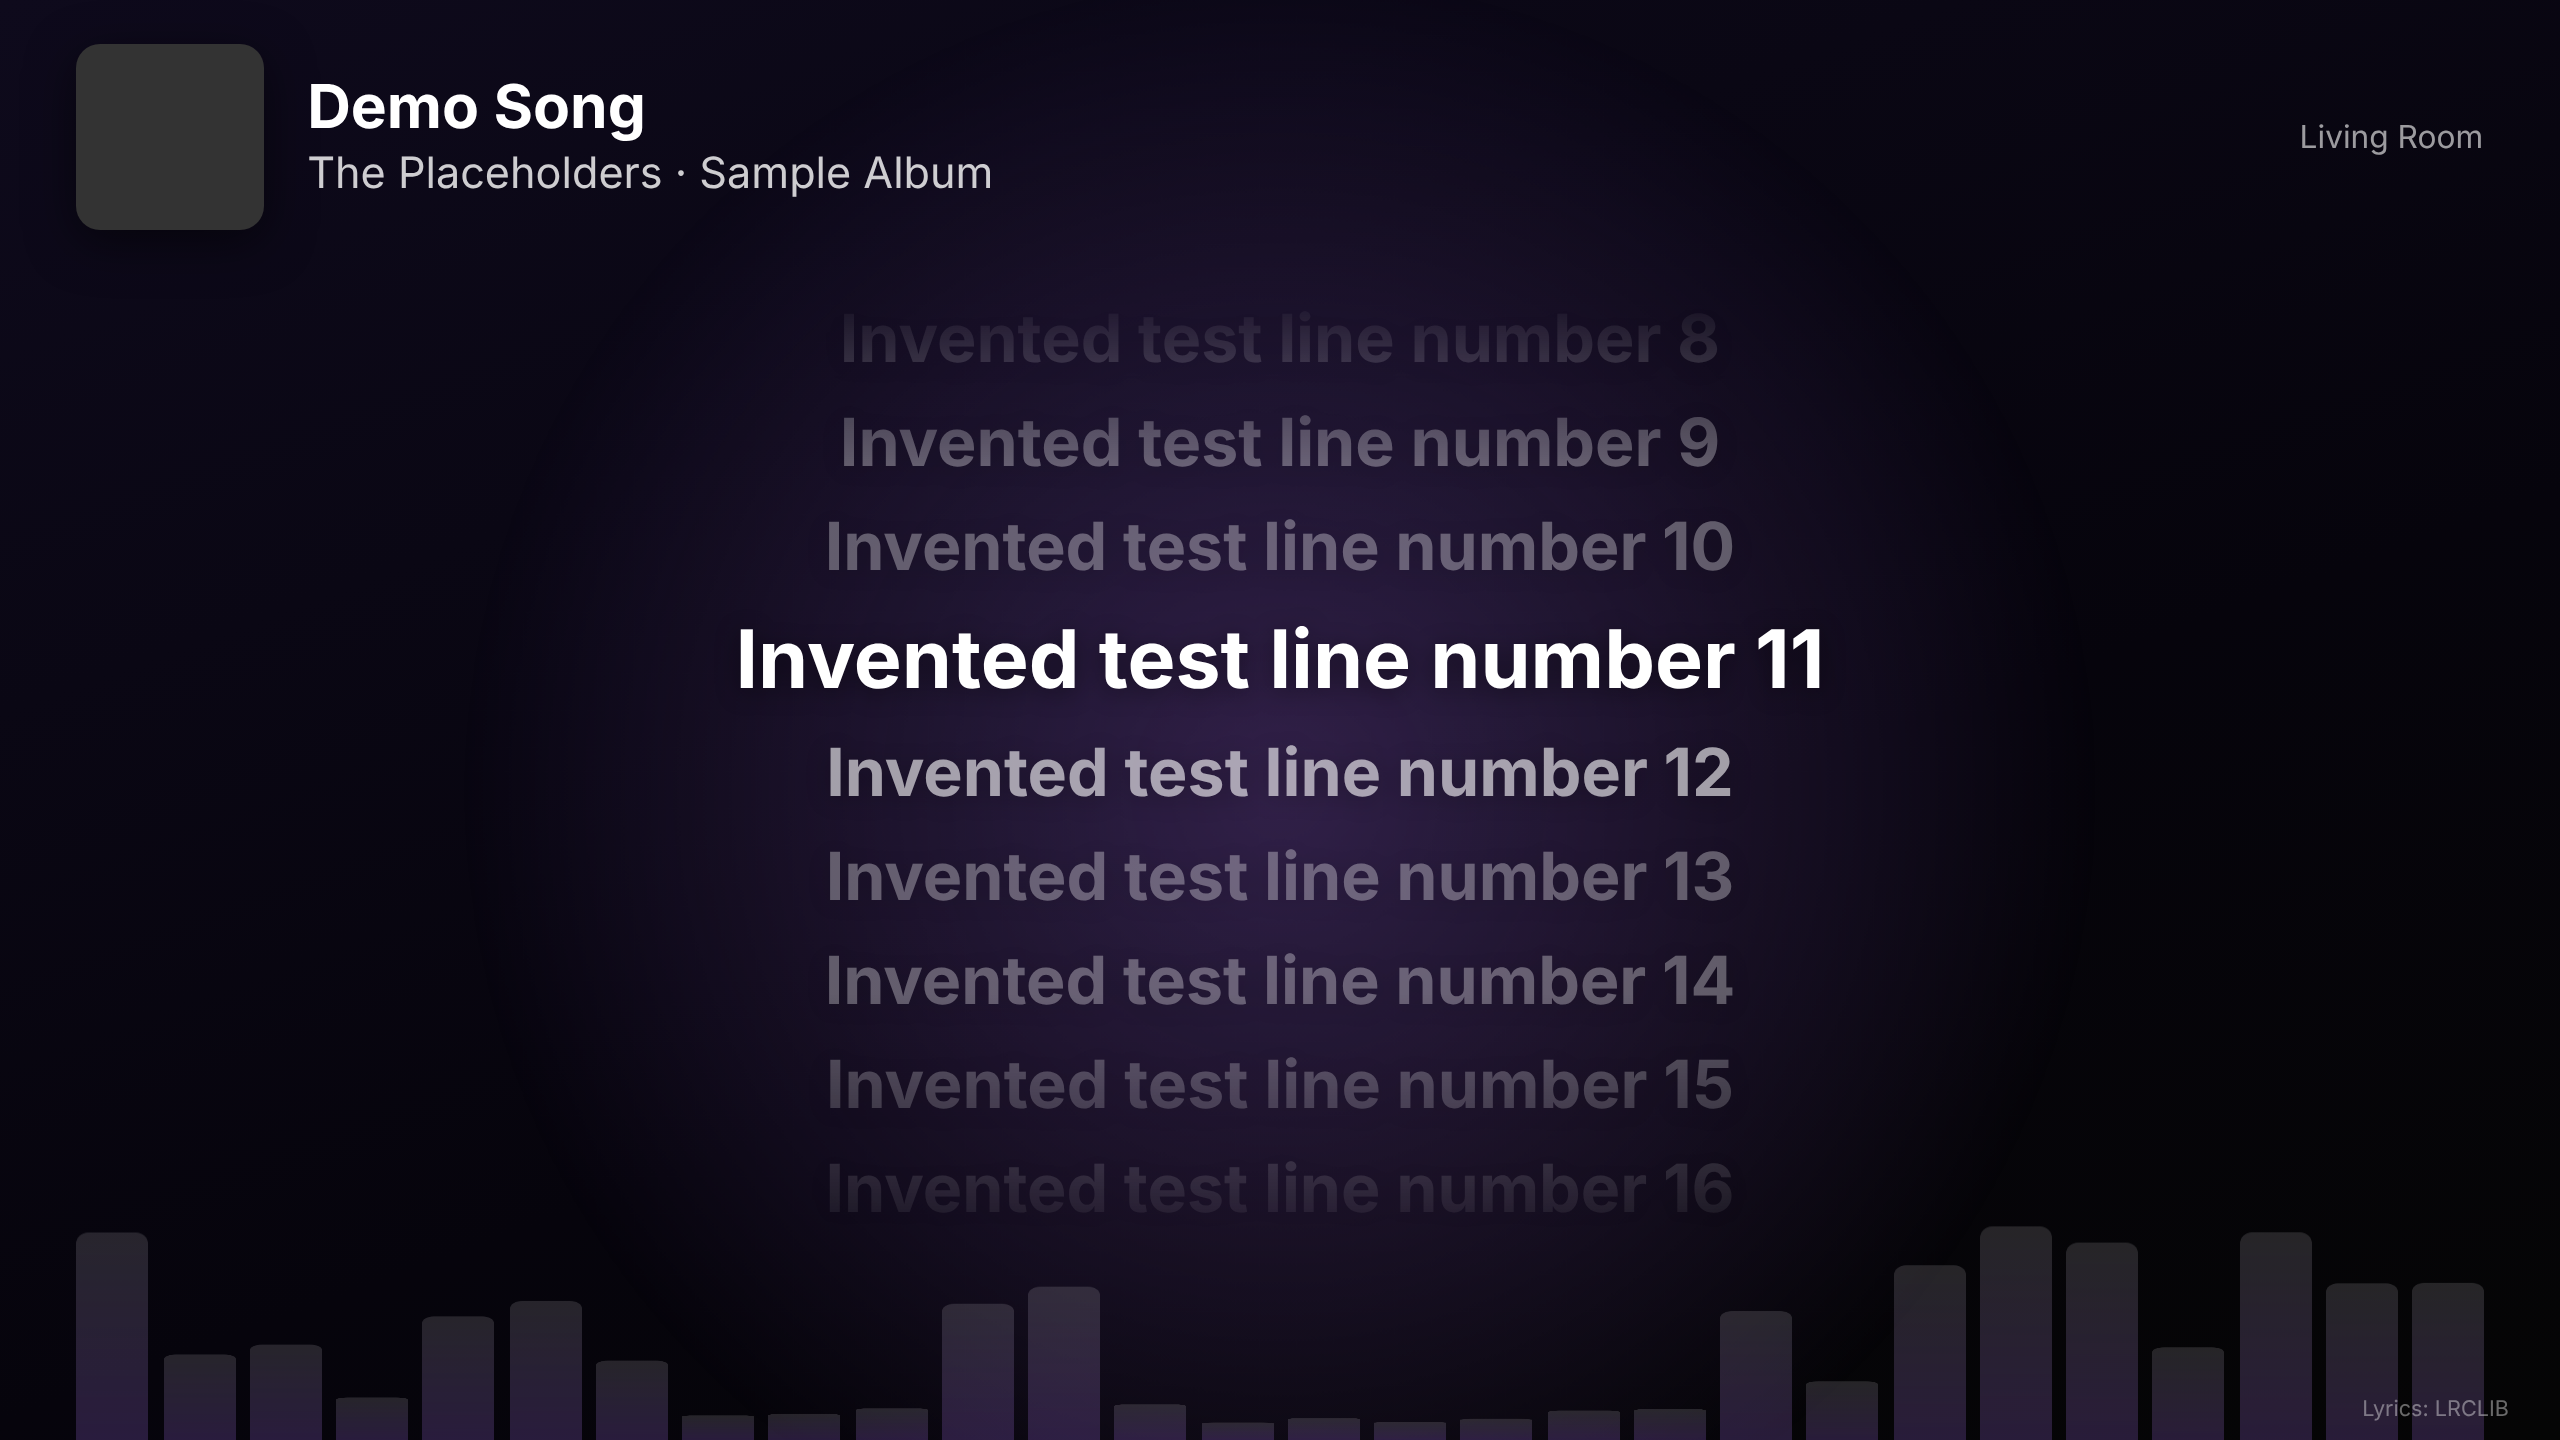 Demo Song
The Placeholders · Sample Album
Living Room
Invented test line number 8
Invented test line number 9
Invented test line number 10
Invented test line number 11
Invented test line number 12
Invented test line number 13
Invented test line number 14
Invented test line number 15
Invented test line number 16
Lyrics: LRCLIB